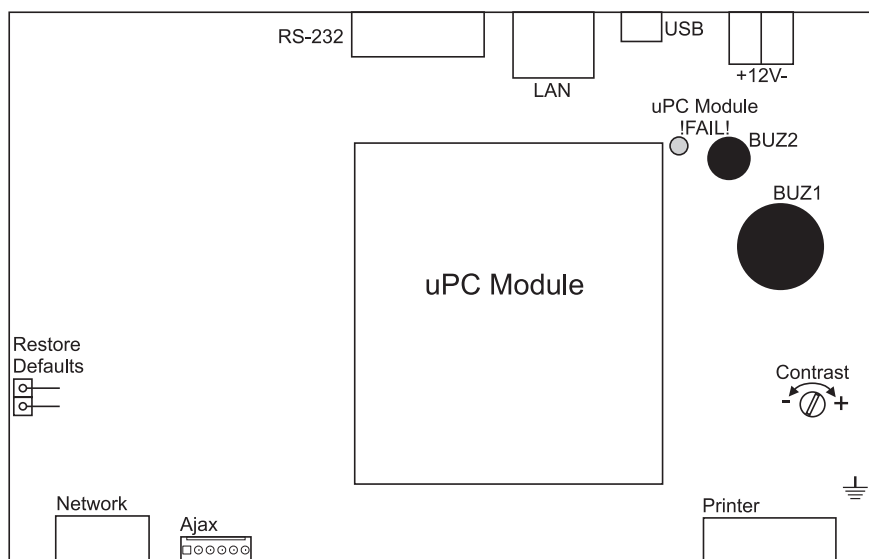 RS-232
LAN
USB
+12V-
uPC Module
!FAIL!
BUZ2
BUZ1
uPC Module
Restore
Defaults
Contrast
- +
Network
Ajax
Printer